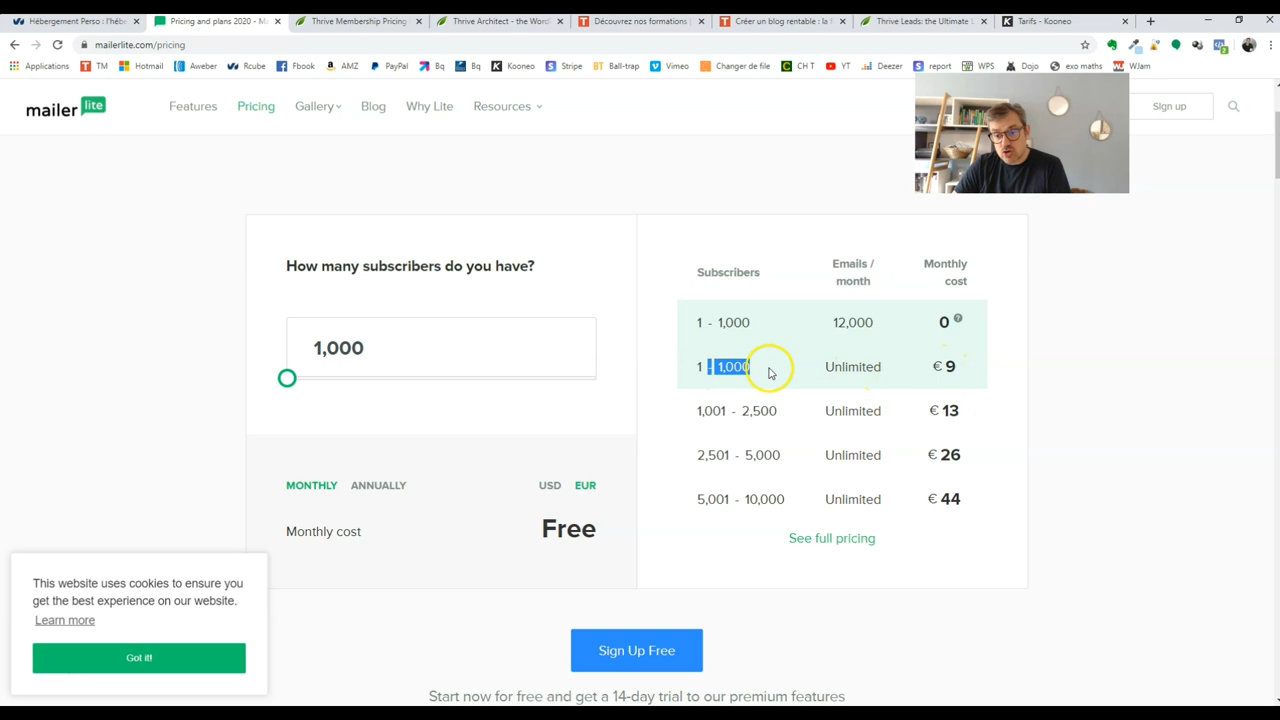 Hébergement Perso : l'hébe
Pricing and plans 2020 - Ma
Thrive Membership Pricing
Thrive Architect - the WordP
Découvrez nos formations
Créer un blog rentable : la f
Thrive Leads: the Ultimate L
Tarifs - Kooneo
mailerlite.com/pricing
Applications TM Hotmail Aweber Rcube Fbook AMZ PayPal Bq Bq Kooneo Stripe BT Ball-trap Vimeo Changer de file CH T YT Deezer report WPS Dojo exo maths WJam
mailer lite
Features Pricing Gallery Blog Why Lite Resources
Sign up
How many subscribers do you have?
1,000
MONTHLY ANNUALLY USD EUR
Monthly cost Free
Subscribers Emails / month Monthly cost
1 - 1,000 12,000 0 ?
1 - 1,000 Unlimited € 9
1,001 - 2,500 Unlimited € 13
2,501 - 5,000 Unlimited € 26
5,001 - 10,000 Unlimited € 44
See full pricing
This website uses cookies to ensure you
get the best experience on our website.
Learn more
Got it!
Sign Up Free
Start now for free and get a 14-day trial to our premium features